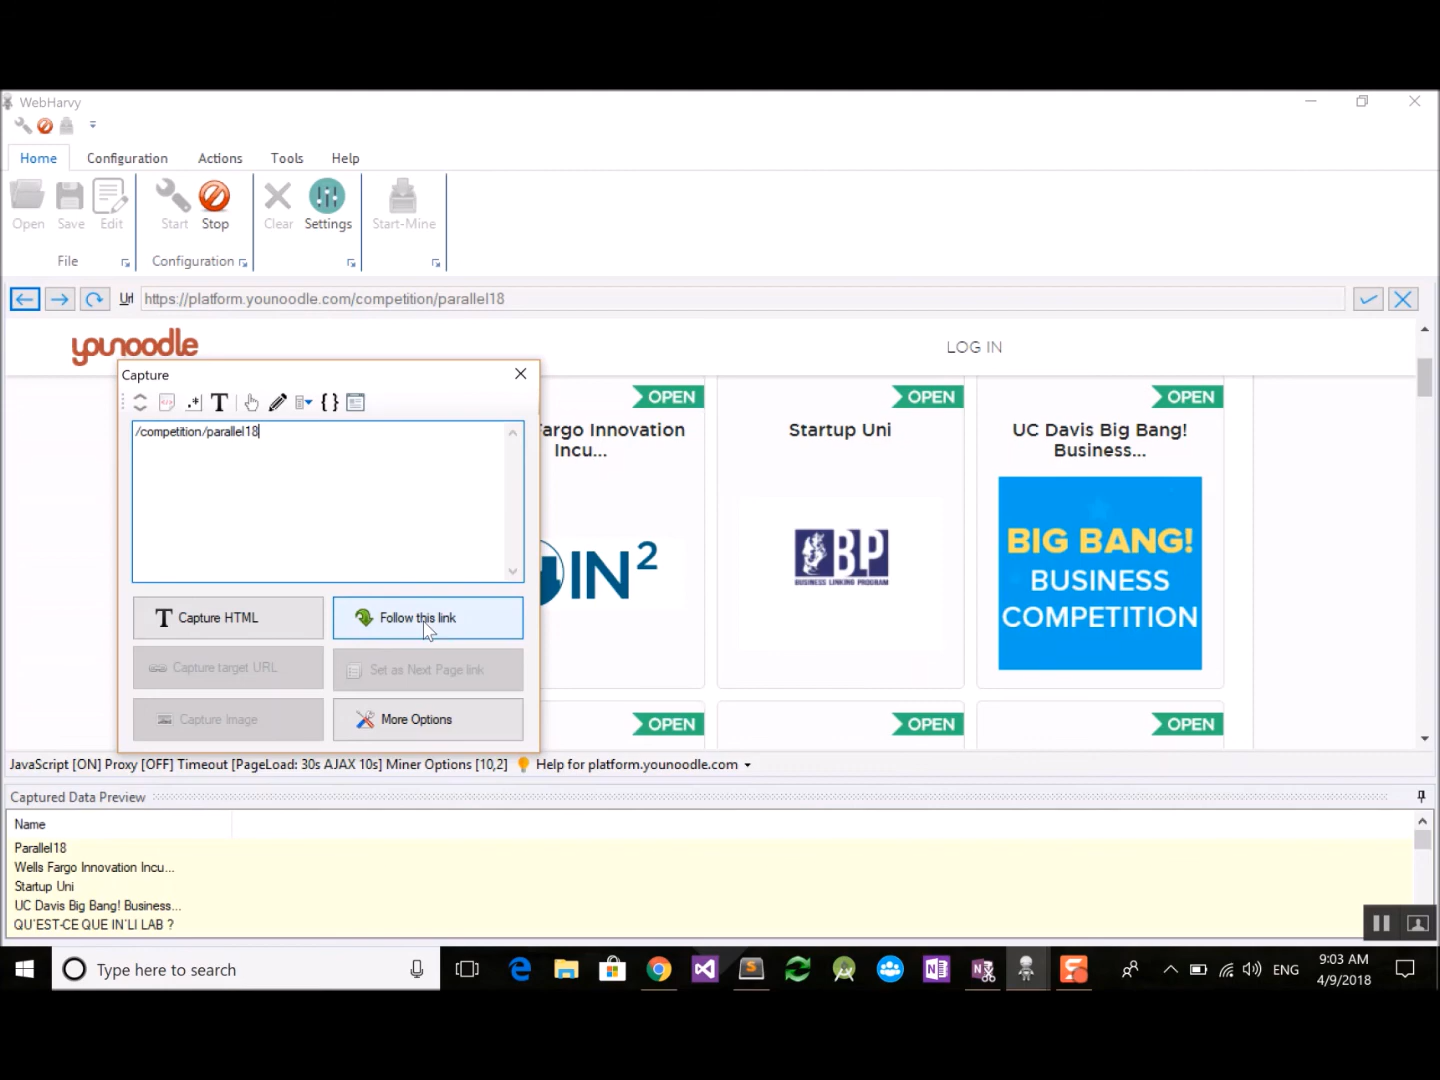 WebHarvy
Home Configuration Actions Tools Help
Open Save Edit Start Stop Clear Settings Start-Mine
File Configuration
Url https://platform.younoodle.com/competition/parallel18
younoodle LOG IN
Capture
OPEN OPEN OPEN
Fargo Innovation Incu...
Startup Uni
UC Davis Big Bang! Business...
.*
T
{ }
/competition/parallel18
IN2
BLP
BUSINESS LINKING PROGRAM
BIG BANG!
BUSINESS
COMPETITION
T Capture HTML Follow this link
Capture target URL Set as Next Page link
Capture Image More Options
OPEN OPEN OPEN
JavaScript [ON] Proxy [OFF] Timeout [PageLoad: 30s AJAX 10s] Miner Options [10,2] Help for platform.younoodle.com
Captured Data Preview
Name
Parallel18
Wells Fargo Innovation Incu...
Startup Uni
UC Davis Big Bang! Business...
QU'EST-CE QUE IN'LI LAB ?
Type here to search
ENG
9:03 AM
4/9/2018